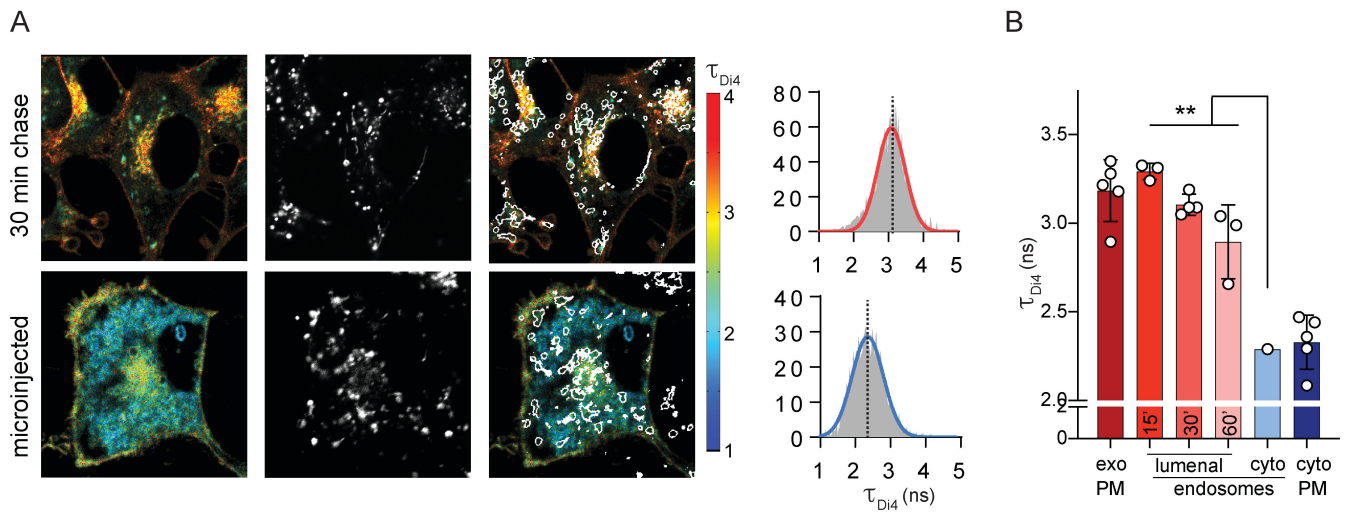 A
B
30 min chase
microinjected
τDi4
4
3
2
1
80
60
40
20
0
1 2 3 4 5
40
30
20
10
0
1 2 3 4 5
τDi4 (ns)
τDi4 (ns)
3.5
3.0
2.5
2.0
2
0
**
15'
30'
60'
exo
PM
lumenal
endosomes
cyto
cyto
PM